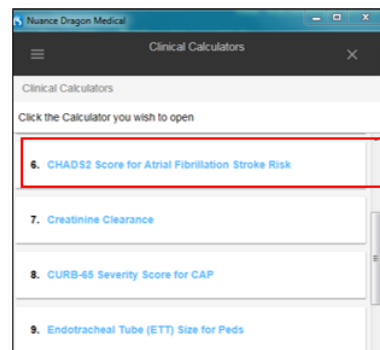 Nuance Dragon Medical
Clinical Calculators
Clinical Calculators
Click the Calculator you wish to open
6. CHADS2 Score for Atrial Fibrillation Stroke Risk
7. Creatinine Clearance
8. CURB-65 Severity Score for CAP
9. Endotracheal Tube (ETT) Size for Peds